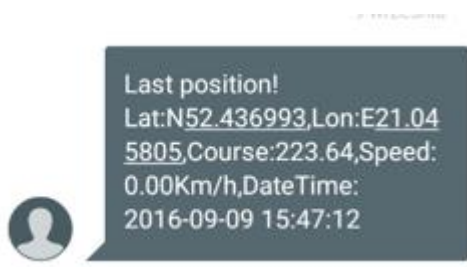 Last position!
Lat:N52.436993,Lon:E21.04
5805,Course:223.64,Speed:
0.00Km/h,DateTime:
2016-09-09 15:47:12